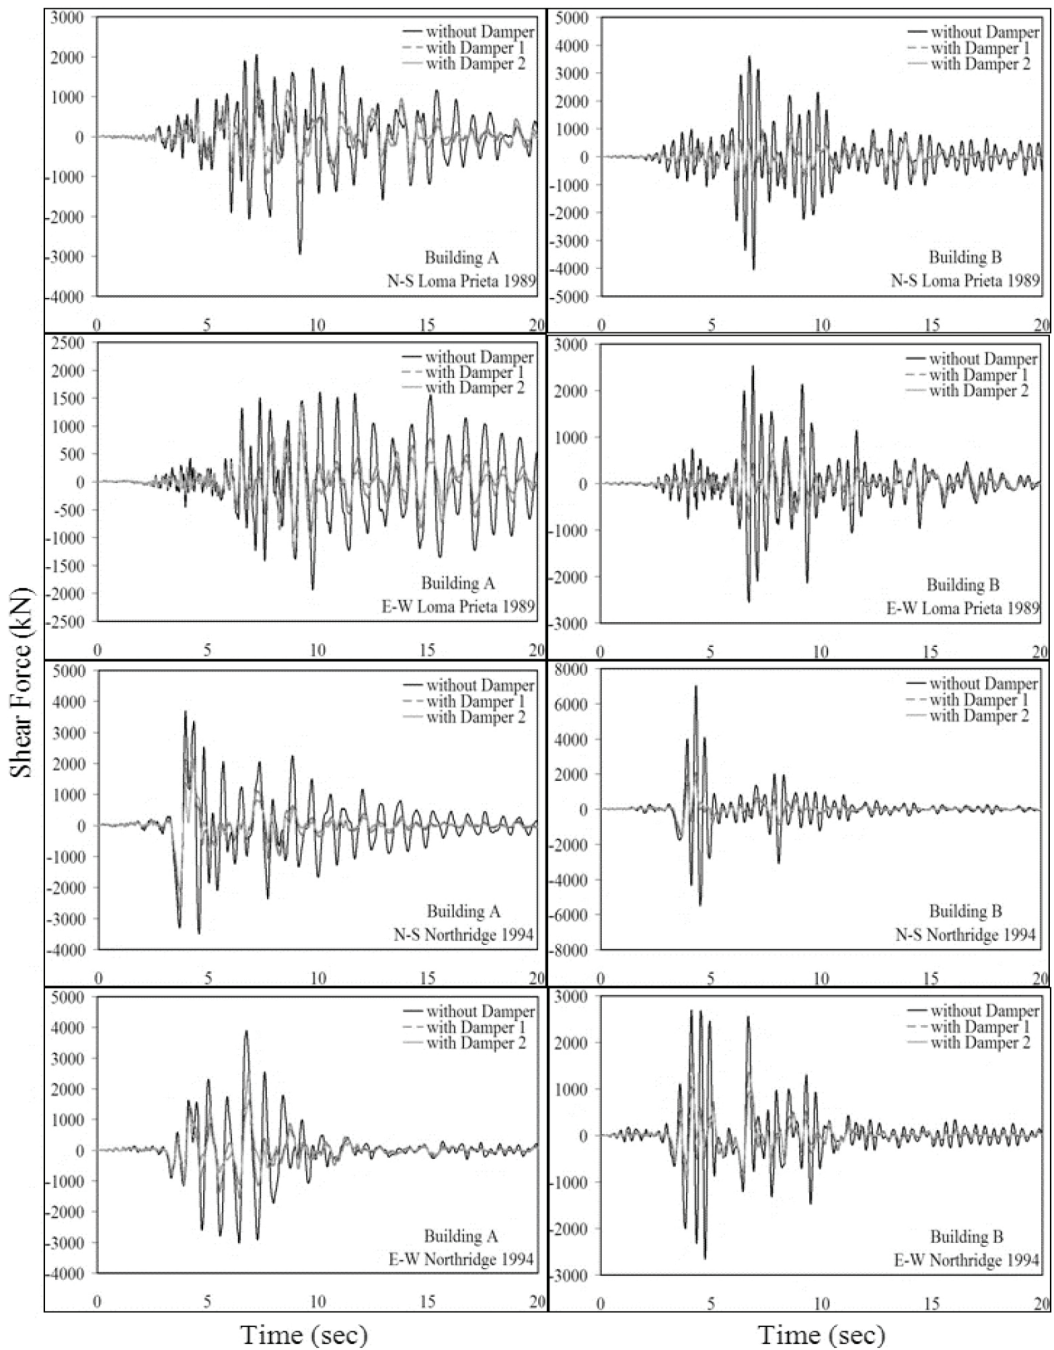 3000
2000
1000
0
-1000
-2000
-3000
-4000
without Damper
with Damper 1
with Damper 2
Building A
N-S Loma Prieta 1989
0 5 10 15 20
5000
4000
3000
2000
1000
0
-1000
-2000
-3000
-4000
-5000
without Damper
with Damper 1
with Damper 2
Building B
N-S Loma Prieta 1989
0 5 10 15 20
2500
2000
1500
1000
500
0
-500
-1000
-1500
-2000
-2500
without Damper
with Damper 1
with Damper 2
Building A
E-W Loma Prieta 1989
0 5 10 15 20
3000
2000
1000
0
-1000
-2000
-3000
without Damper
with Damper 1
with Damper 2
Building B
E-W Loma Prieta 1989
0 5 10 15 20
Shear Force (kN)
5000
4000
3000
2000
1000
0
-1000
-2000
-3000
-4000
without Damper
with Damper 1
with Damper 2
Building A
N-S Northridge 1994
0 5 10 15 20
8000
6000
4000
2000
0
-2000
-4000
-6000
-8000
without Damper
with Damper 1
with Damper 2
Building B
N-S Northridge 1994
0 5 10 15 20
5000
4000
3000
2000
1000
0
-1000
-2000
-3000
-4000
without Damper
with Damper 1
with Damper 2
Building A
E-W Northridge 1994
0 5 10 15 20
3000
2000
1000
0
-1000
-2000
-3000
without Damper
with Damper 1
with Damper 2
Building B
E-W Northridge 1994
0 5 10 15 20
Time (sec)
Time (sec)